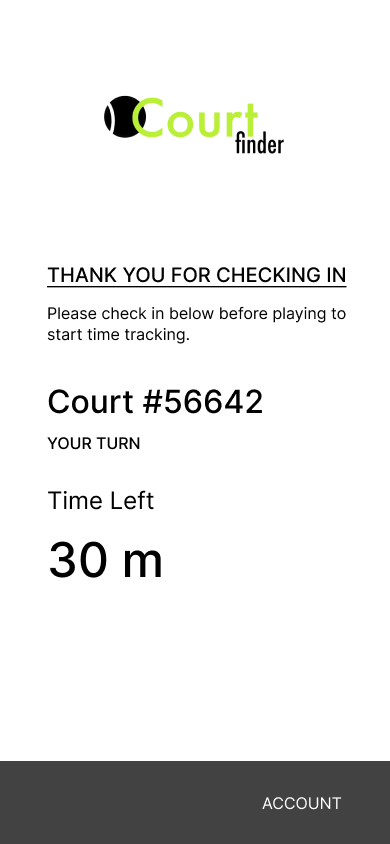 Court
finder
THANK YOU FOR CHECKING IN
Please check in below before playing to
start time tracking.
Court #56642
YOUR TURN
Time Left
30 m
ACCOUNT